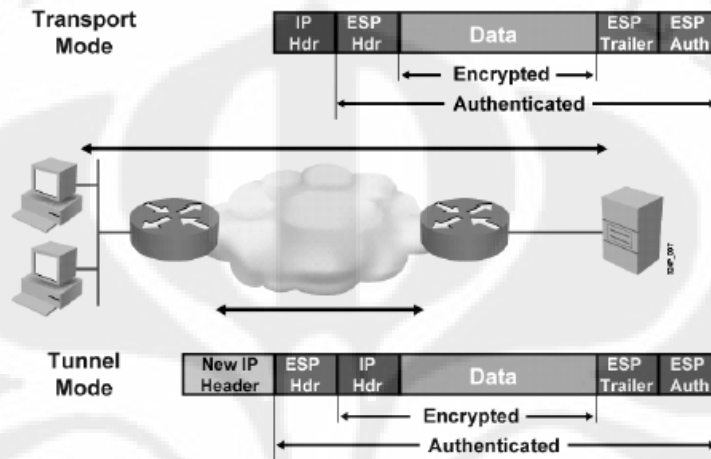 Transport
Mode
IP
Hdr
ESP
Hdr
Data
ESP
Trailer
ESP
Auth
Encrypted
Authenticated
Tunnel
Mode
New IP
Header
ESP
Hdr
IP
Hdr
Data
ESP
Trailer
ESP
Auth
Encrypted
Authenticated